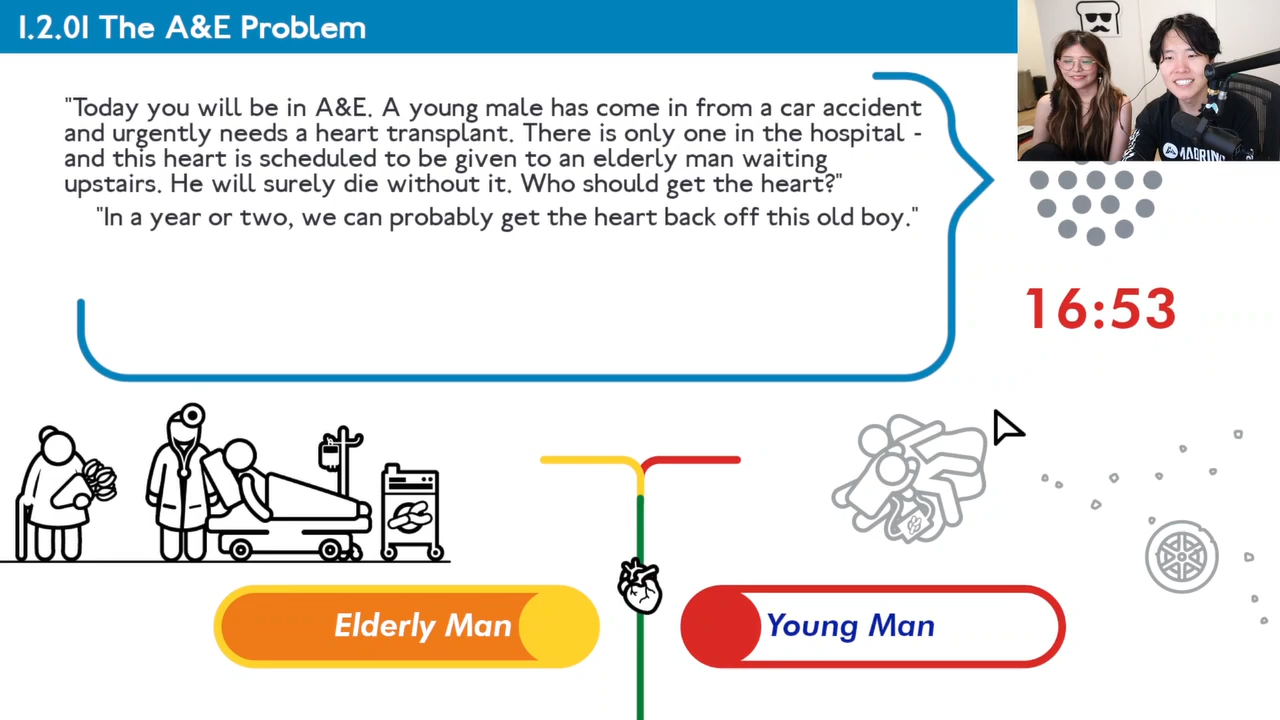 1.2.01 The A&E Problem
"Today you will be in A&E. A young male has come in from a car accident
and urgently needs a heart transplant. There is only one in the hospital -
and this heart is scheduled to be given to an elderly man waiting
upstairs. He will surely die without it. Who should get the heart?"
"In a year or two, we can probably get the heart back off this old boy."
16:53
Elderly Man
Young Man